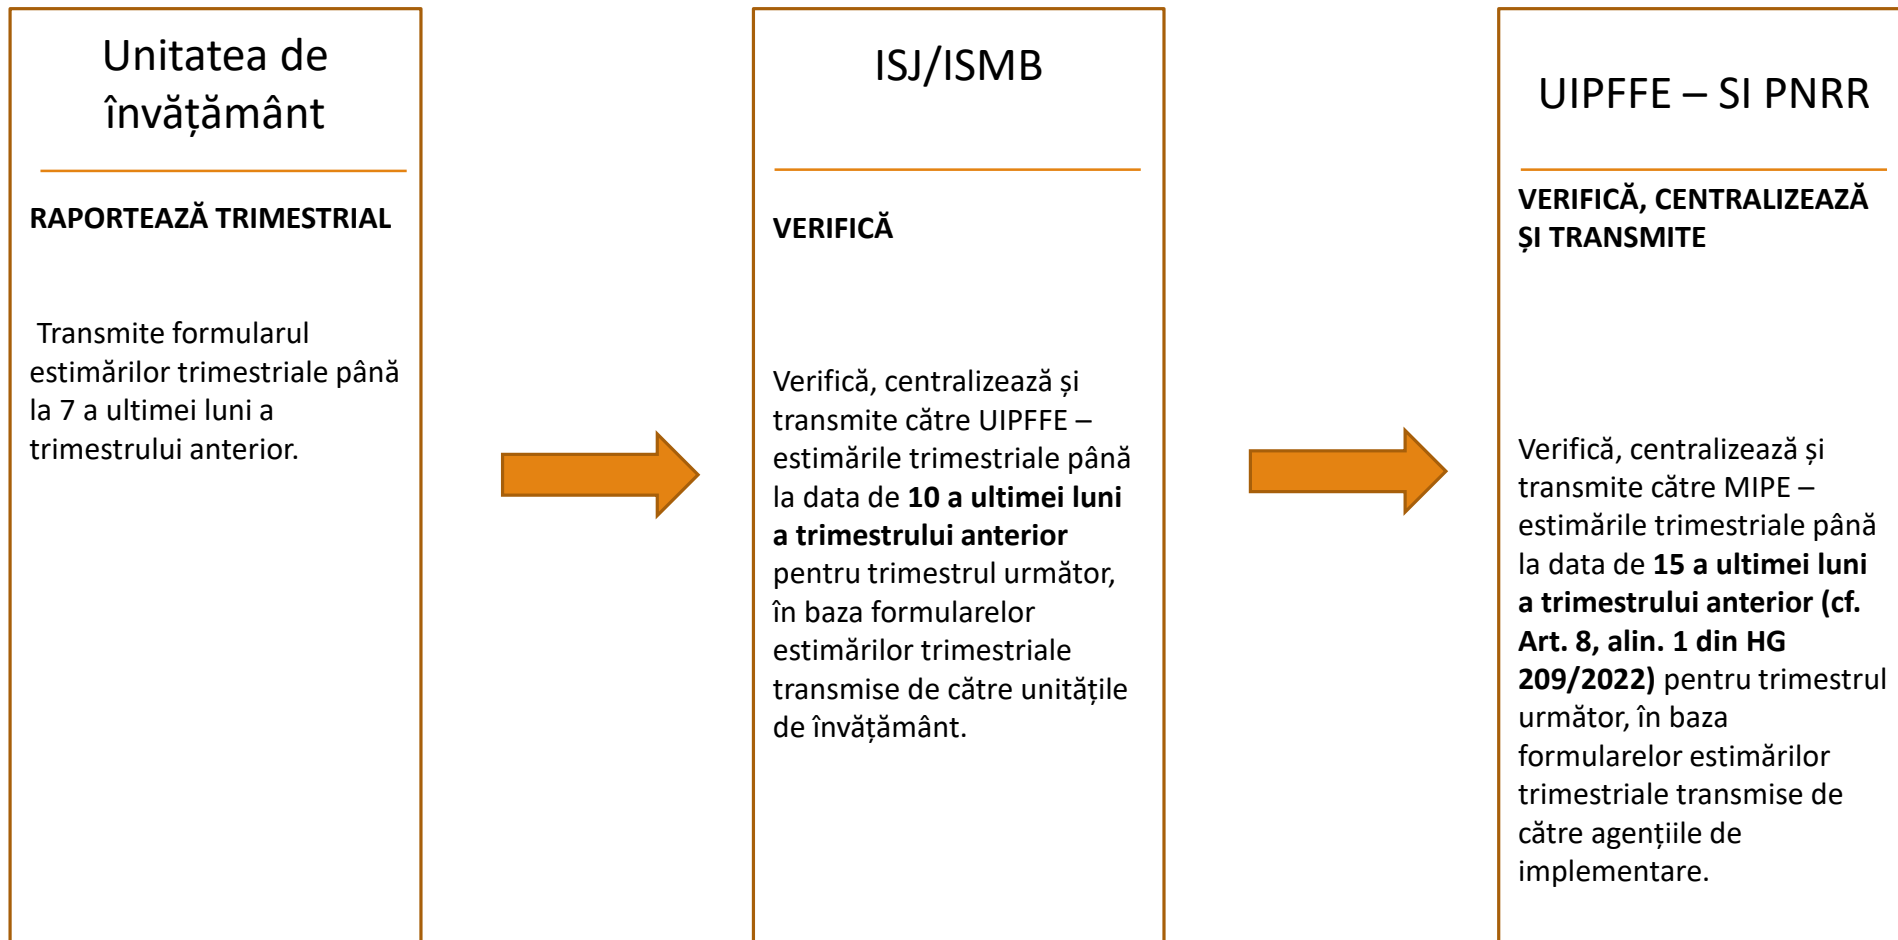 Unitatea de
învățământ
RAPORTEAZĂ TRIMESTRIAL
Transmite formularul
estimărilor trimestriale până
la 7 a ultimei luni a
trimestrului anterior.
ISJ/ISMB
VERIFICĂ
Verifică, centralizează și
transmite către UIPFFE –
estimările trimestriale până
la data de 10 a ultimei luni
a trimestrului anterior
pentru trimestrul următor,
în baza formularelor
estimărilor trimestriale
transmise de către unitățile
de învățământ.
UIPFFE – SI PNRR
VERIFICĂ, CENTRALIZEAZĂ
ȘI TRANSMITE
Verifică, centralizează și
transmite către MIPE –
estimările trimestriale până
la data de 15 a ultimei luni
a trimestrului anterior (cf.
Art. 8, alin. 1 din HG
209/2022) pentru trimestrul
următor, în baza
formularelor estimărilor
trimestriale transmise de
către agențiile de
implementare.